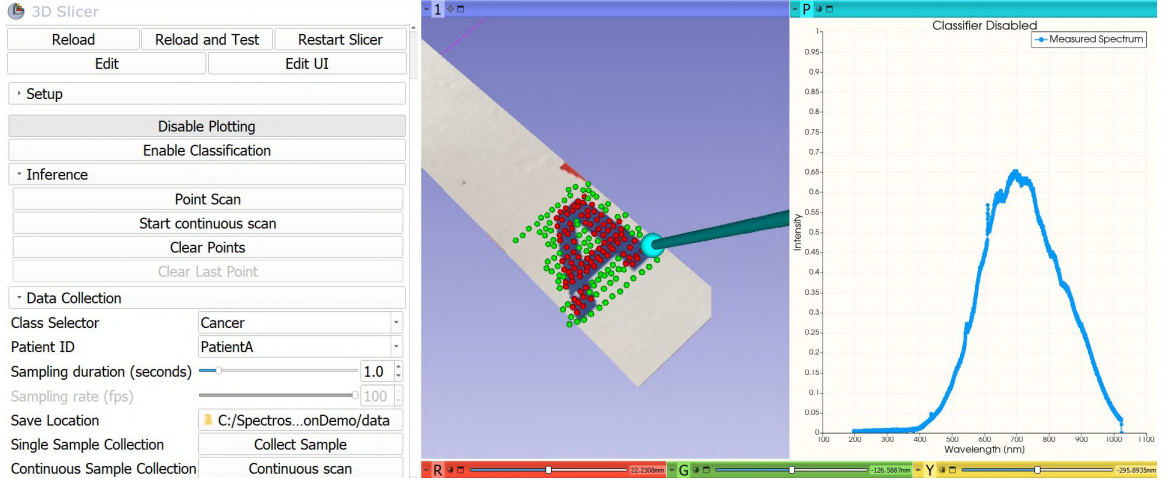 3D Slicer
Reload Reload and Test Restart Slicer
Edit Edit UI
Setup
Disable Plotting
Enable Classification
Inference
Point Scan
Start continuous scan
Clear Points
Clear Last Point
Data Collection
Class Selector Cancer
Patient ID PatientA
Sampling duration (seconds) 1.0
Sampling rate (fps) 100
Save Location C:/Spectros...onDemo/data
Single Sample Collection Collect Sample
Continuous Sample Collection Continuous scan
1
R 22.2308mm G -126.5887mm Y -295.8935mm
P
Classifier Disabled
Measured Spectrum
Intensity
1
0.95
0.9
0.85
0.8
0.75
0.7
0.65
0.6
0.55
0.5
0.45
0.4
0.35
0.3
0.25
0.2
0.15
0.1
0.05
0
100 200 300 400 500 600 700 800 900 1000 1100
Wavelength (nm)